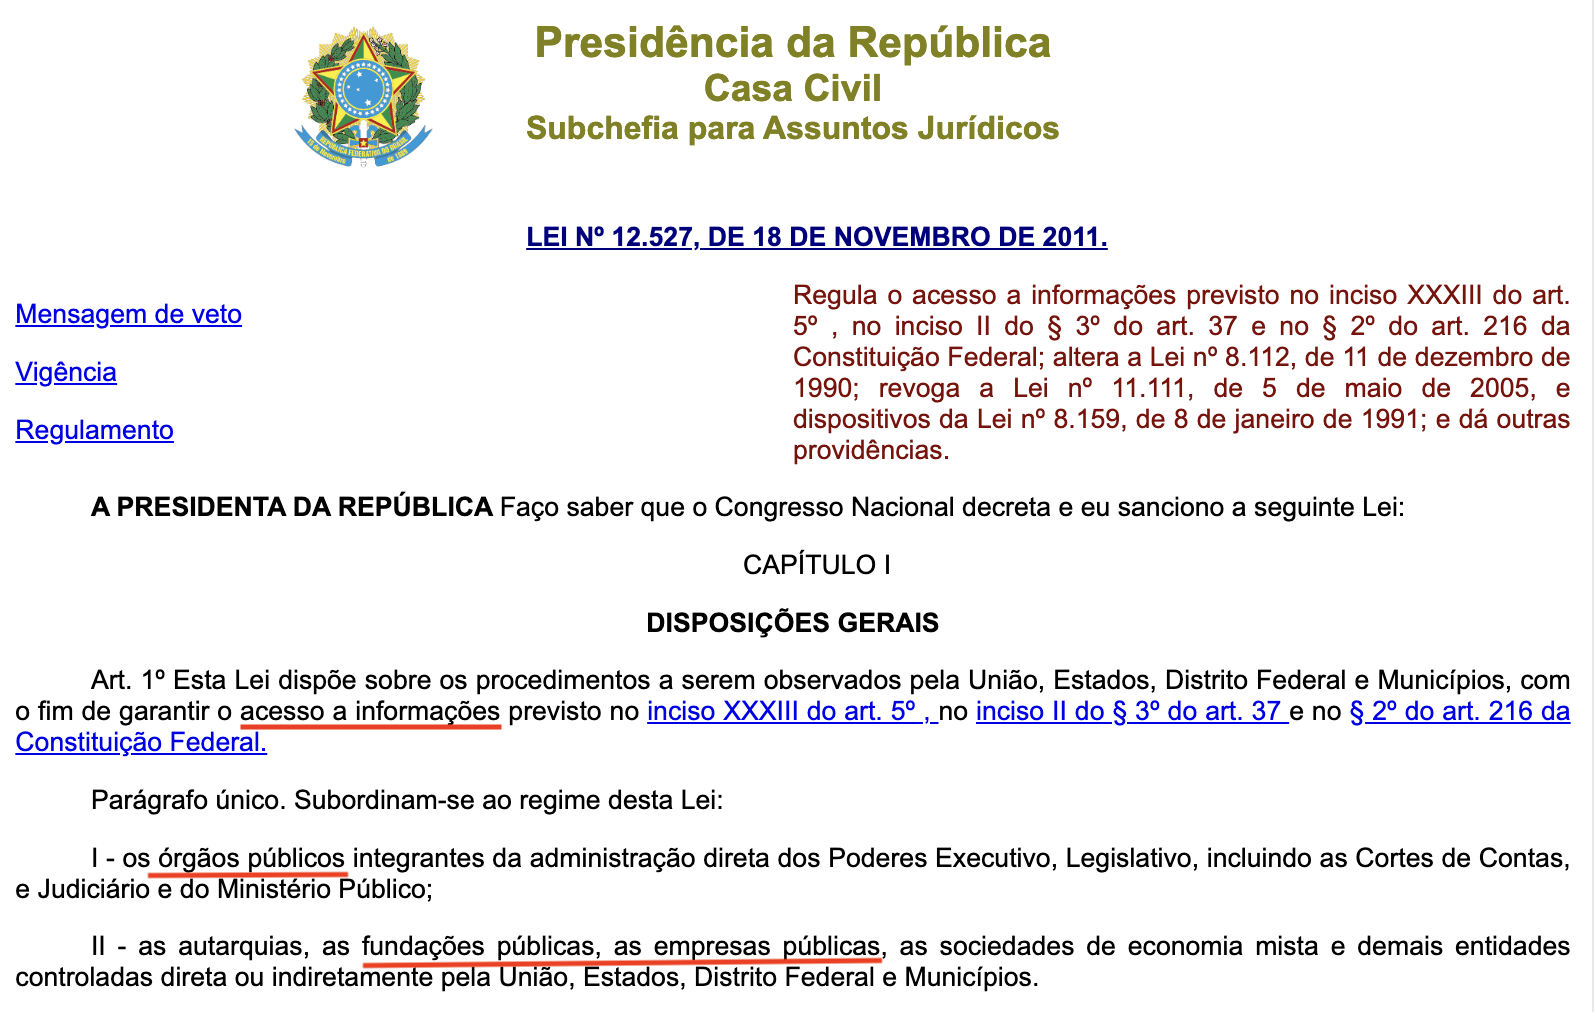 Presidência da República
Casa Civil
Subchefia para Assuntos Jurídicos
REPÚBLICA FEDERATIVA DO BRASIL
15 de Novembro
de 1889
LEI Nº 12.527, DE 18 DE NOVEMBRO DE 2011.
Mensagem de veto
Vigência
Regulamento
Regula o acesso a informações previsto no inciso XXXIII do art.
5º , no inciso II do § 3º do art. 37 e no § 2º do art. 216 da
Constituição Federal; altera a Lei nº 8.112, de 11 de dezembro de
1990; revoga a Lei nº 11.111, de 5 de maio de 2005, e
dispositivos da Lei nº 8.159, de 8 de janeiro de 1991; e dá outras
providências.
A PRESIDENTA DA REPÚBLICA Faço saber que o Congresso Nacional decreta e eu sanciono a seguinte Lei:
CAPÍTULO I
DISPOSIÇÕES GERAIS
Art. 1º Esta Lei dispõe sobre os procedimentos a serem observados pela União, Estados, Distrito Federal e Municípios, com
o fim de garantir o acesso a informações previsto no inciso XXXIII do art. 5º , no inciso II do § 3º do art. 37 e no § 2º do art. 216 da
Constituição Federal.
Parágrafo único. Subordinam-se ao regime desta Lei:
I - os órgãos públicos integrantes da administração direta dos Poderes Executivo, Legislativo, incluindo as Cortes de Contas,
e Judiciário e do Ministério Público;
II - as autarquias, as fundações públicas, as empresas públicas, as sociedades de economia mista e demais entidades
controladas direta ou indiretamente pela União, Estados, Distrito Federal e Municípios.